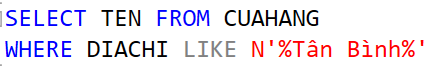 SELECT TEN FROM CUAHANG
WHERE DIACHI LIKE N'%Tân Bình%'